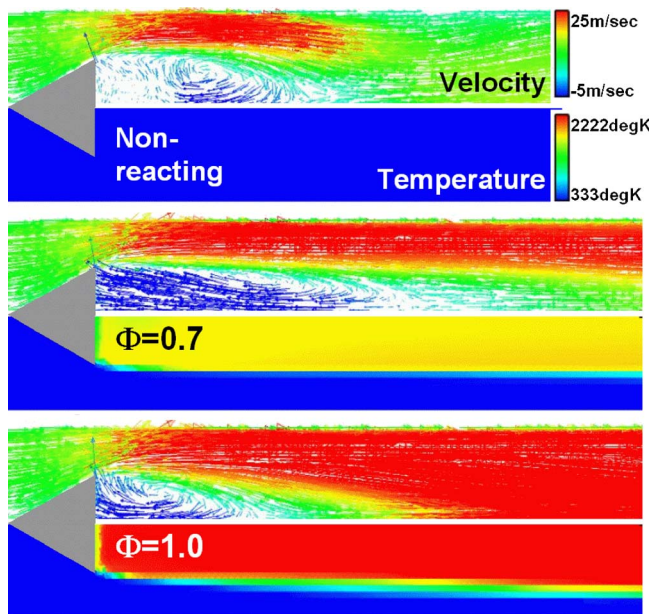 25m/sec
Velocity
-5m/sec
2222degK
Non-
reacting
Temperature
333degK
Φ=0.7
Φ=1.0